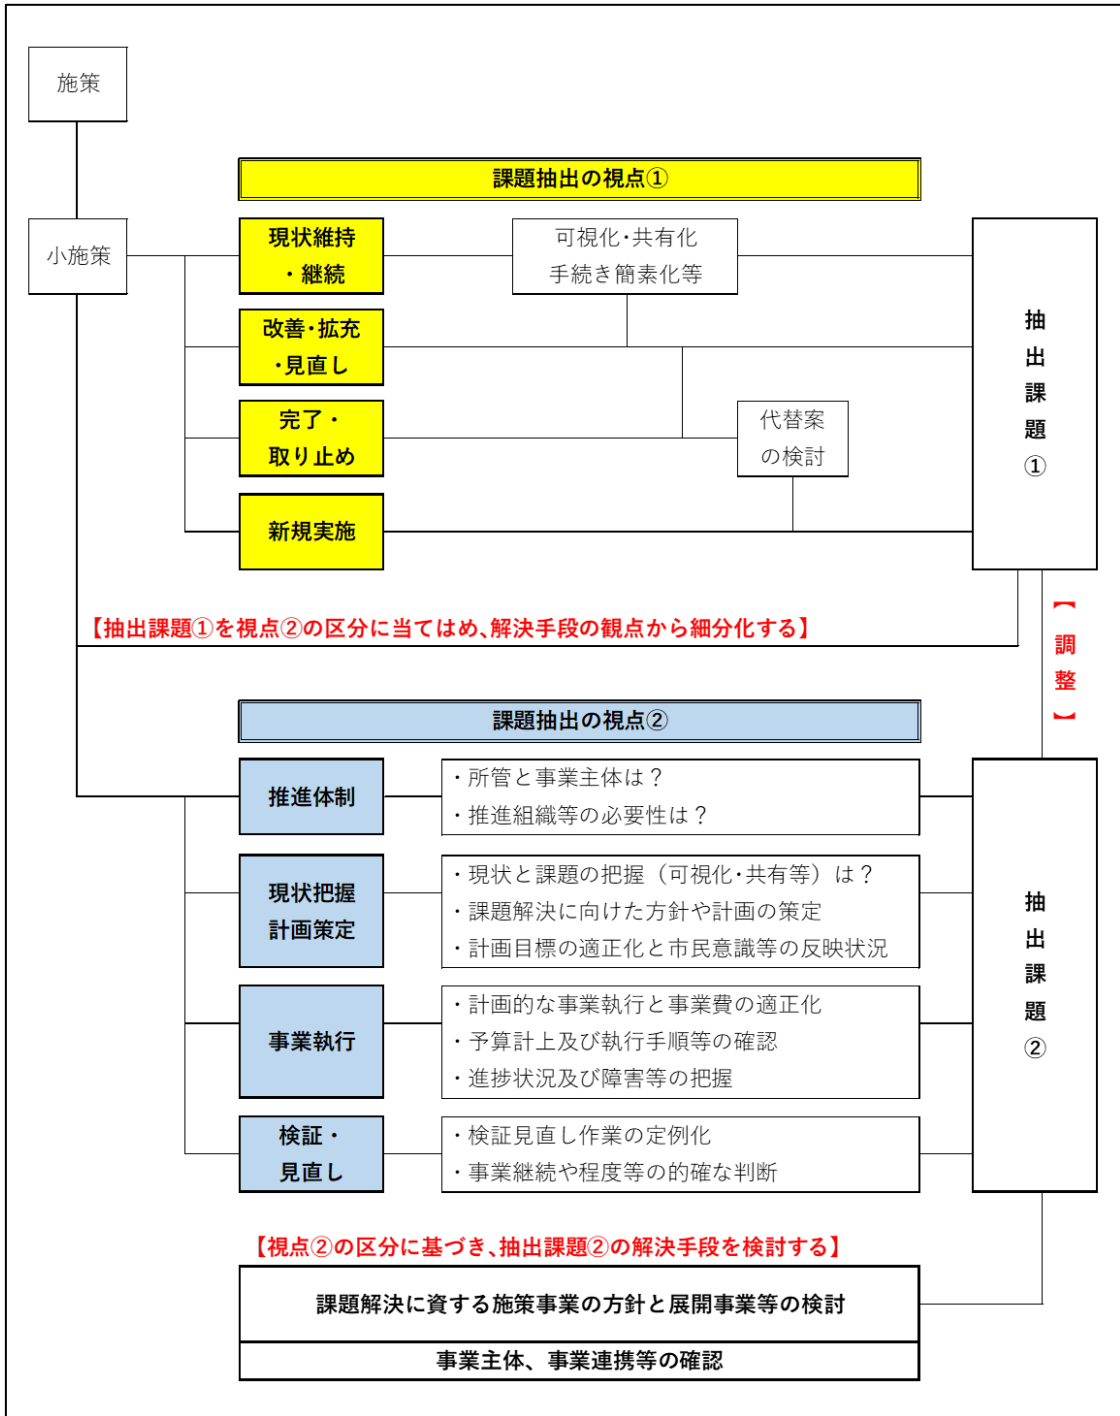 施策
課題抽出の視点①
小施策
現状維持
・継続
可視化・共有化
手続き簡素化等
改善・拡充
・見直し
完了・
取り止め
代替案
の検討
新規実施
抽出課題①
【抽出課題①を視点②の区分に当てはめ、解決手段の観点から細分化する】
【調整】
課題抽出の視点②
推進体制
・所管と事業主体は？
・推進組織等の必要性は？
現状把握
計画策定
・現状と課題の把握（可視化・共有等）は？
・課題解決に向けた方針や計画の策定
・計画目標の適正化と市民意識等の反映状況
事業執行
・計画的な事業執行と事業費の適正化
・予算計上及び執行手順等の確認
・進捗状況及び障害等の把握
検証・
見直し
・検証見直し作業の定例化
・事業継続や程度等の的確な判断
抽出課題②
【視点②の区分に基づき、抽出課題②の解決手段を検討する】
課題解決に資する施策事業の方針と展開事業等の検討
事業主体、事業連携等の確認